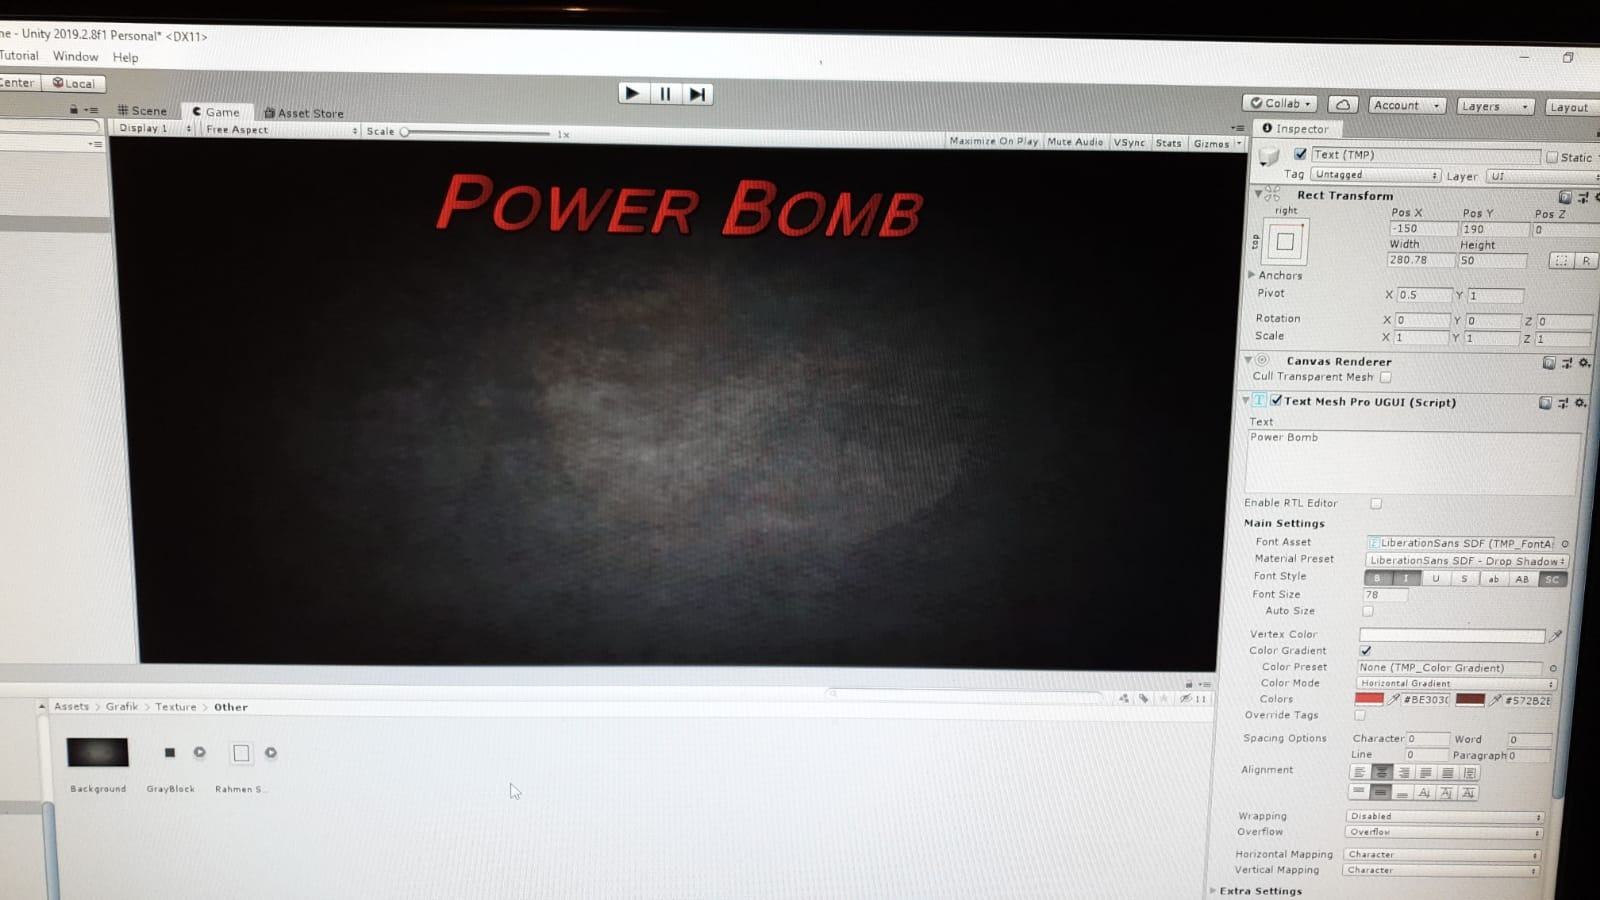 ne - Unity 2019.2.8f1 Personal* <DX11>
Tutorial Window Help
Center Local
Collab Account Layers Layout
Scene Game Asset Store
Display 1 Free Aspect Scale 1x
Maximize On Play Mute Audio VSync Stats Gizmos
POWER BOMB
Inspector
Text (TMP) Static
Tag Untagged Layer UI
Rect Transform
right
top
Pos X Pos Y Pos Z
-150 190 0
Width Height
280.78 50
R
Anchors
Pivot X 0.5 Y 1
Rotation X 0 Y 0 Z 0
Scale X 1 Y 1 Z 1
Canvas Renderer
Cull Transparent Mesh
Text Mesh Pro UGUI (Script)
Text
Power Bomb
Enable RTL Editor
Main Settings
Font Asset LiberationSans SDF (TMP_FontA
Material Preset LiberationSans SDF - Drop Shadow
Font Style B I U S ab AB SC
Font Size 78
Auto Size
Vertex Color
Color Gradient
Color Preset None (TMP_Color Gradient)
Color Mode Horizontal Gradient
Colors #BE303C #572B2E
Override Tags
Spacing Options Character 0 Word 0
Line 0 Paragraph 0
Alignment
Wrapping Disabled
Overflow Overflow
Horizontal Mapping Character
Vertical Mapping Character
Extra Settings
11
Assets > Grafik > Texture > Other
Background GrayBlock Rahmen S...